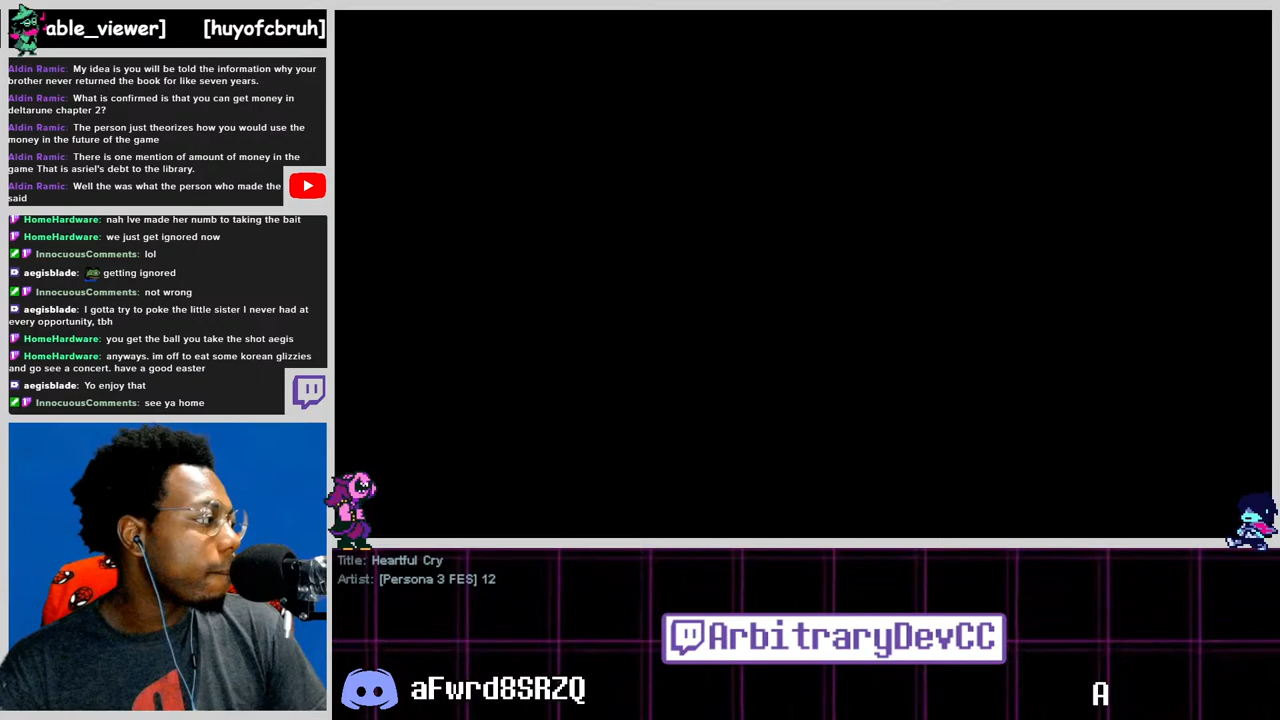 able_viewer] [huyofcbruh]
Aldin Ramic: My idea is you will be told the information why your
brother never returned the book for like seven years.
Aldin Ramic: What is confirmed is that you can get money in
deltarune chapter 2?
Aldin Ramic: The person just theorizes how you would use the
money in the future of the game
Aldin Ramic: There is one mention of amount of money in the
game That is asriel's debt to the library.
Aldin Ramic: Well the was what the person who made the
said
HomeHardware: nah Ive made her numb to taking the bait
HomeHardware: we just get ignored now
InnocuousComments: lol
aegisblade: getting ignored
InnocuousComments: not wrong
aegisblade: I gotta try to poke the little sister I never had at
every opportunity, tbh
HomeHardware: you get the ball you take the shot aegis
HomeHardware: anyways. im off to eat some korean glizzies
and go see a concert. have a good easter
aegisblade: Yo enjoy that
InnocuousComments: see ya home
Title: Heartful Cry
Artist: [Persona 3 FES] 12
ArbitraryDevCC
aFwrd8SRZQ
A